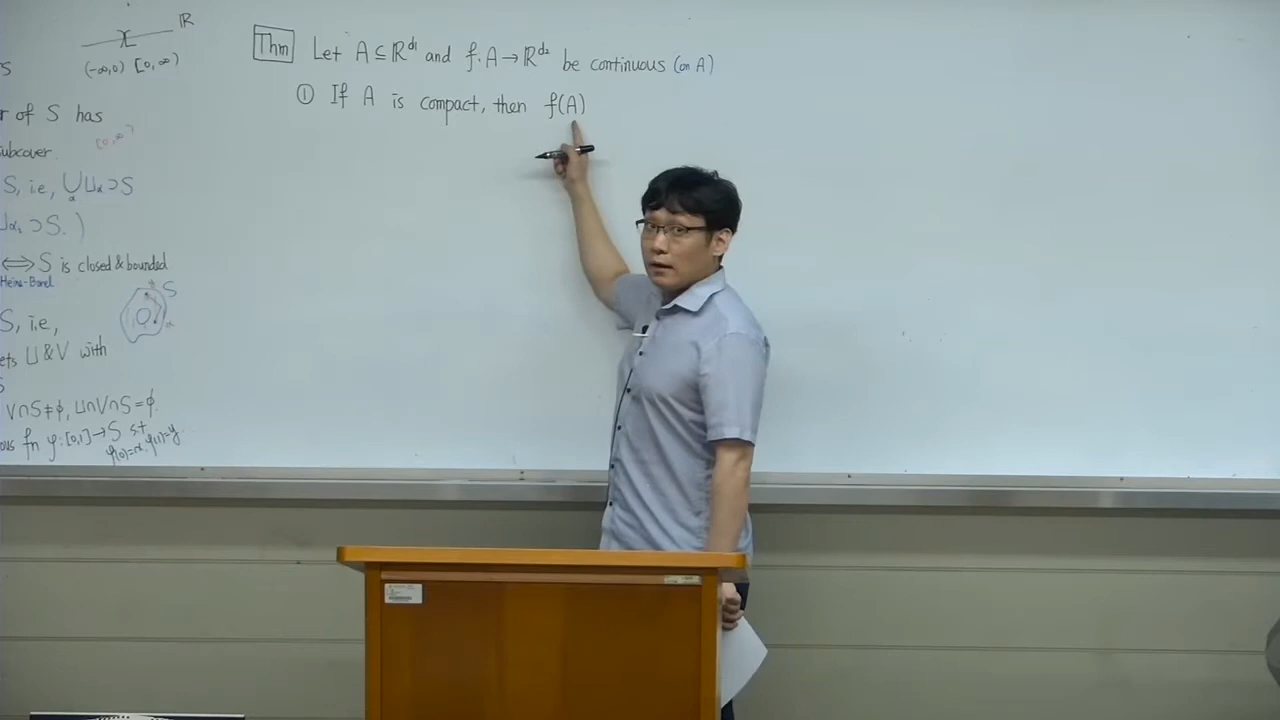 ℝ
(-∞,0) [0,∞)
S
r of S has
[0,∞)
subcover.
S, i.e, ⋃_α U_α ⊃ S
⊃ S. )
⟺ S is closed & bounded
Heine-Borel
S
S, i.e,
ets U & V with
V∩S≠∅, U∩V∩S=∅.
ous fn φ:[0,1]→S s.t.
φ(0)=x, φ(1)=y.
Thm Let A ⊆ ℝ^{d₁} and f: A → ℝ^{d₂} be continuous (on A)
① If A is compact, then f(A)